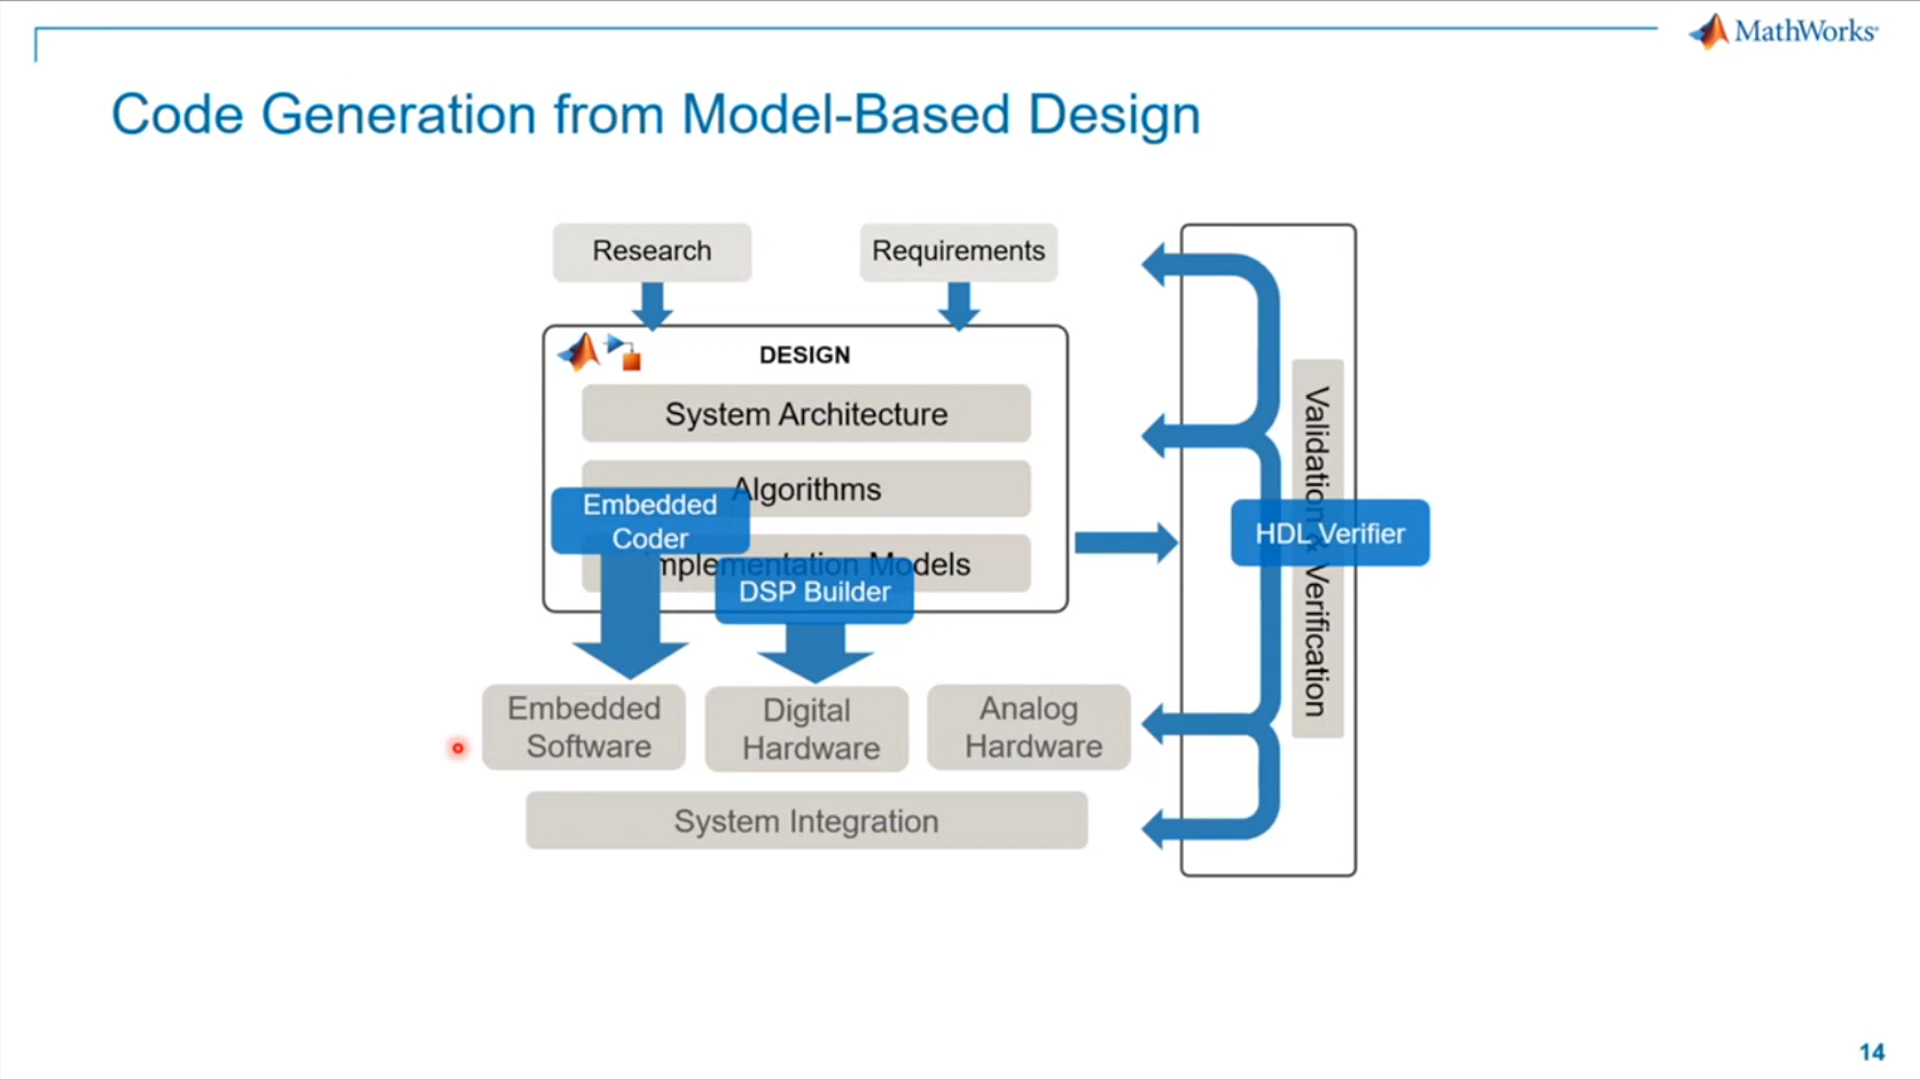 MathWorks
Code Generation from Model-Based Design
Research
Requirements
DESIGN
System Architecture
Algorithms
Embedded
Coder
Implementation Models
DSP Builder
HDL Verifier
Validation & Verification
Embedded
Software
Digital
Hardware
Analog
Hardware
System Integration
14